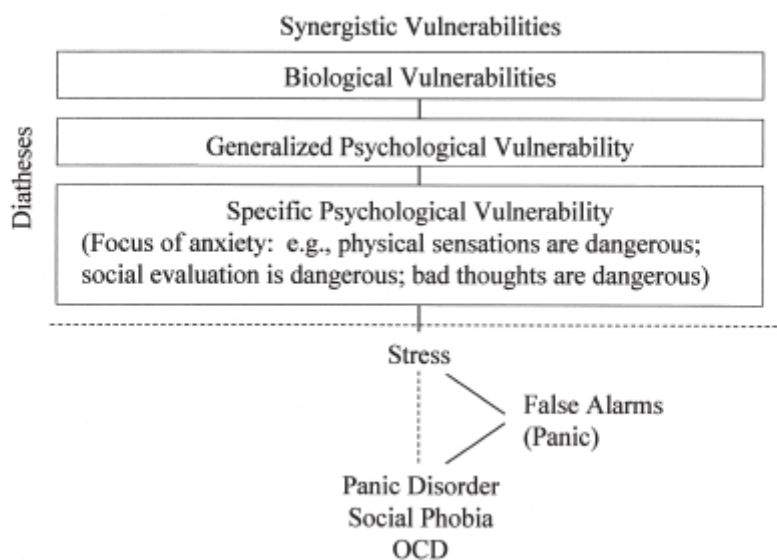 Synergistic Vulnerabilities
Biological Vulnerabilities
Diatheses
Generalized Psychological Vulnerability
Specific Psychological Vulnerability
(Focus of anxiety: e.g., physical sensations are dangerous;
social evaluation is dangerous; bad thoughts are dangerous)
Stress
False Alarms
(Panic)
Panic Disorder
Social Phobia
OCD